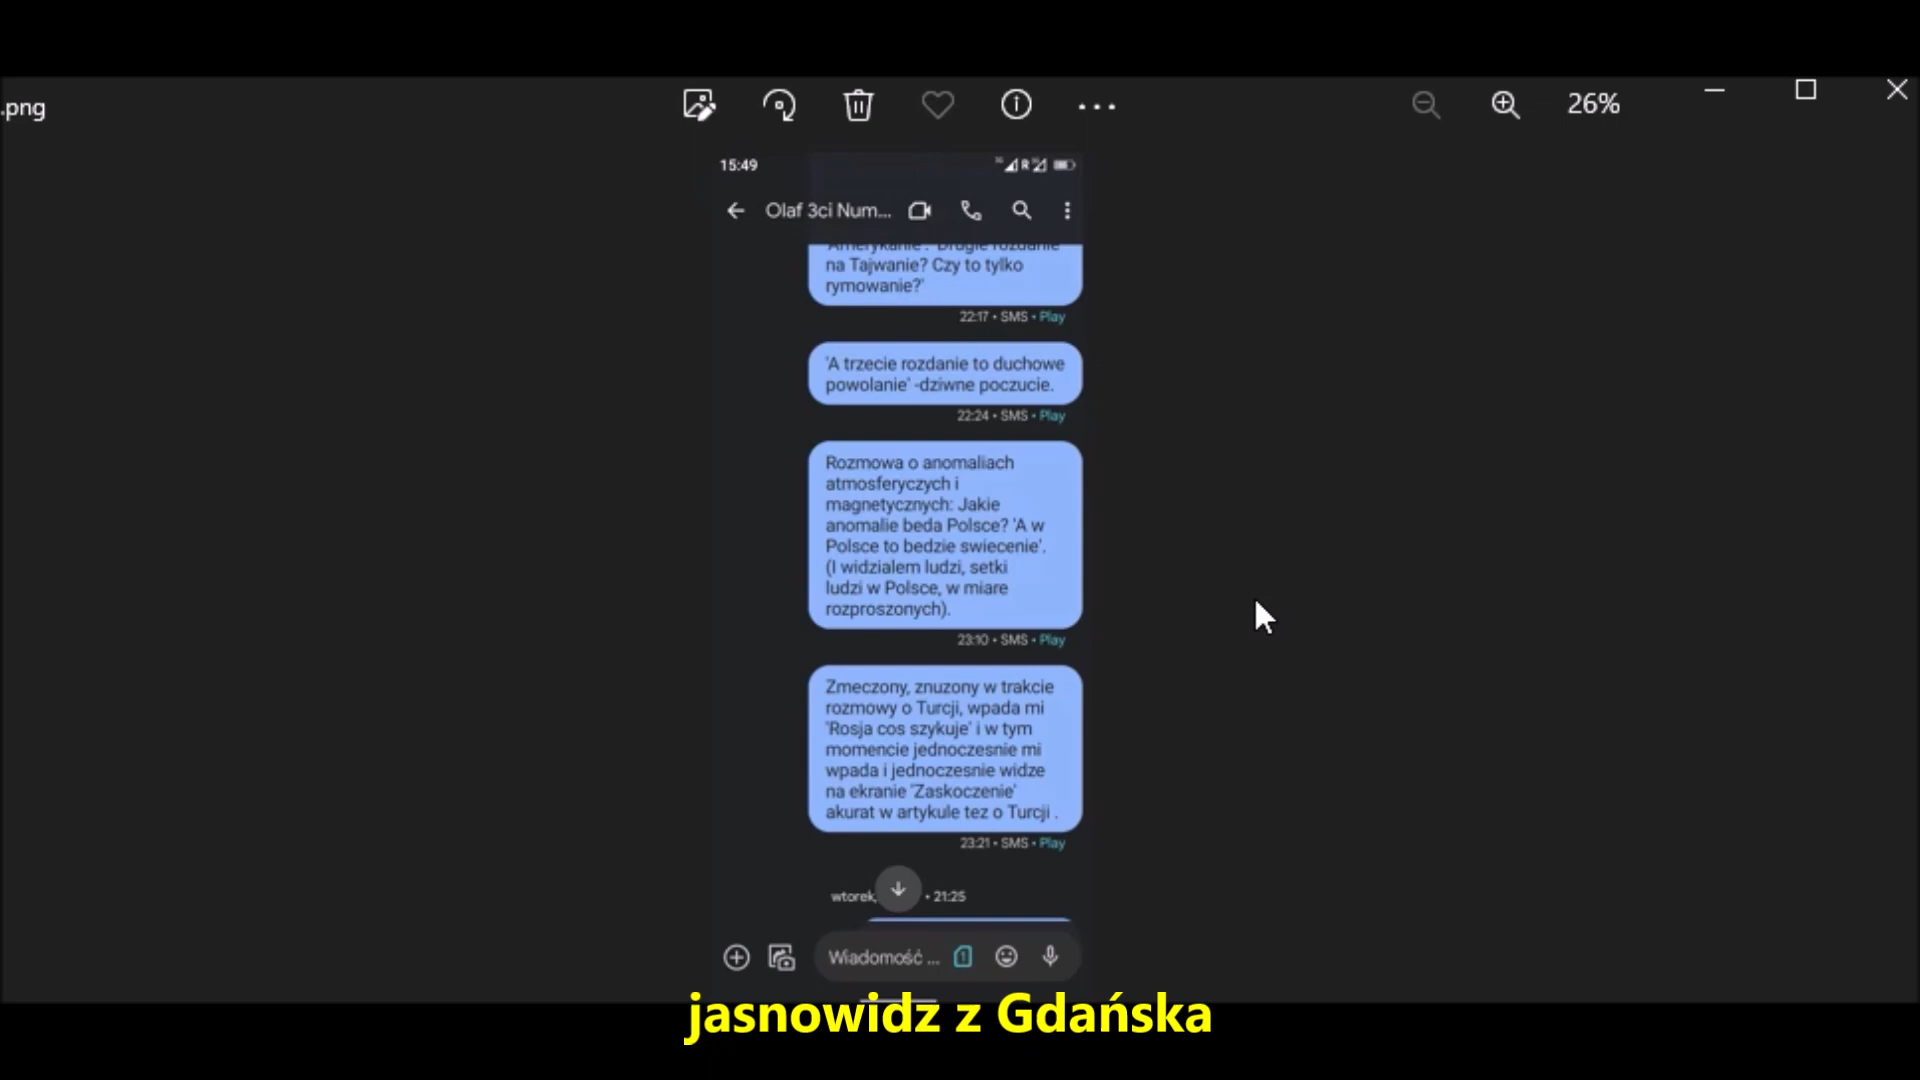 .png
26%
15:49
Olaf 3ci Num...
'Amerykanie'. 'Drugie rozdanie
na Tajwanie? Czy to tylko
rymowanie?'
22:17 • SMS • Play
'A trzecie rozdanie to duchowe
powolanie' -dziwne poczucie.
22:24 • SMS • Play
Rozmowa o anomaliach
atmosferyczych i
magnetycznych: Jakie
anomalie beda Polsce? 'A w
Polsce to bedzie swiecenie'.
(I widzialem ludzi, setki
ludzi w Polsce, w miare
rozproszonych).
23:10 • SMS • Play
Zmeczony, znuzony w trakcie
rozmowy o Turcji, wpada mi
'Rosja cos szykuje' i w tym
momencie jednoczesnie mi
wpada i jednoczesnie widze
na ekranie 'Zaskoczenie'
akurat w artykule tez o Turcji .
23:21 • SMS • Play
wtorek, • 21:25
Wiadomość ...
jasnowidz z Gdańska